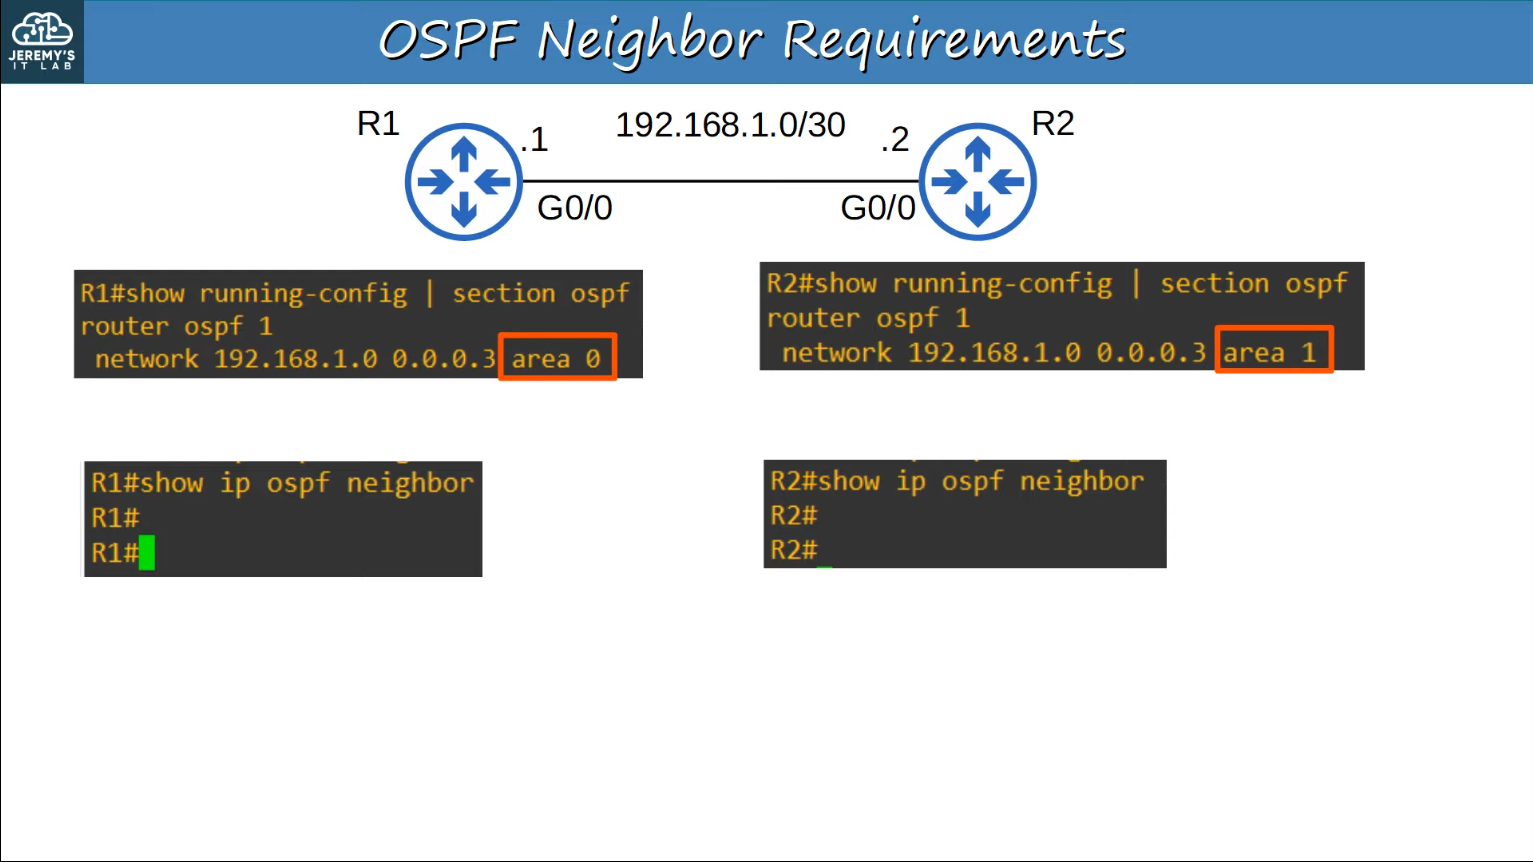 JEREMY'S
IT LAB
OSPF Neighbor Requirements
R1
.1
192.168.1.0/30
.2
R2
G0/0
G0/0
R1#show running-config | section ospf
router ospf 1
network 192.168.1.0 0.0.0.3 area 0
R2#show running-config | section ospf
router ospf 1
network 192.168.1.0 0.0.0.3 area 1
R1#show ip ospf neighbor
R1#
R1#
R2#show ip ospf neighbor
R2#
R2#